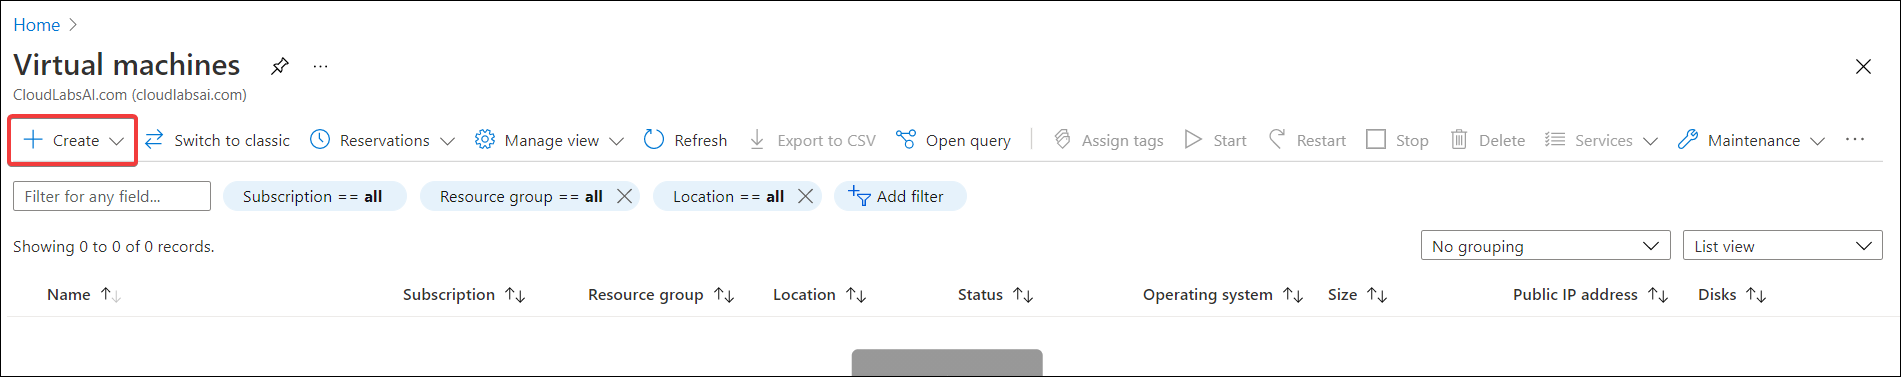 Home
Virtual machines
CloudLabsAI.com (cloudlabsai.com)
Create Switch to classic Reservations Manage view Refresh Export to CSV Open query Assign tags Start Restart Stop Delete Services Maintenance
Filter for any field... Subscription == all Resource group == all Location == all Add filter
Showing 0 to 0 of 0 records. No grouping List view
Name Subscription Resource group Location Status Operating system Size Public IP address Disks